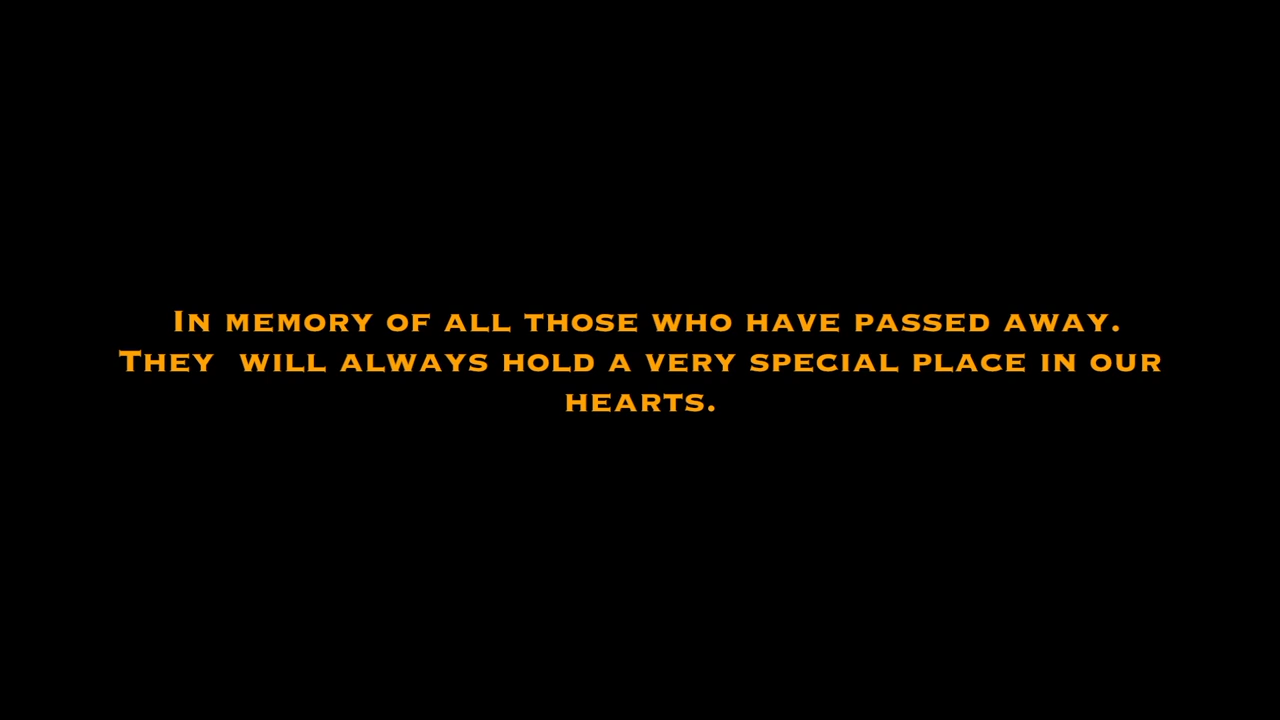 In memory of all those who have passed away.
They  will always hold a very special place in our
hearts.